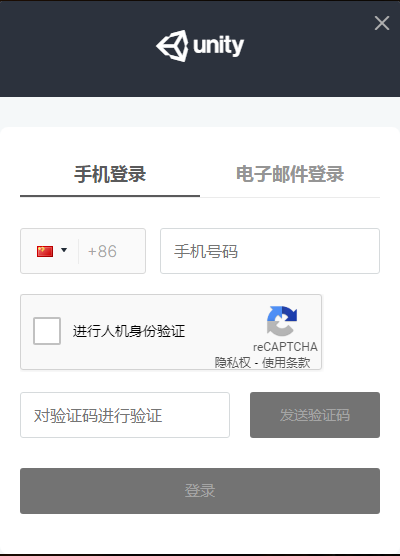 unity
手机登录
电子邮件登录
+86
手机号码
进行人机身份验证
reCAPTCHA
隐私权 - 使用条款
对验证码进行验证
发送验证码
登录